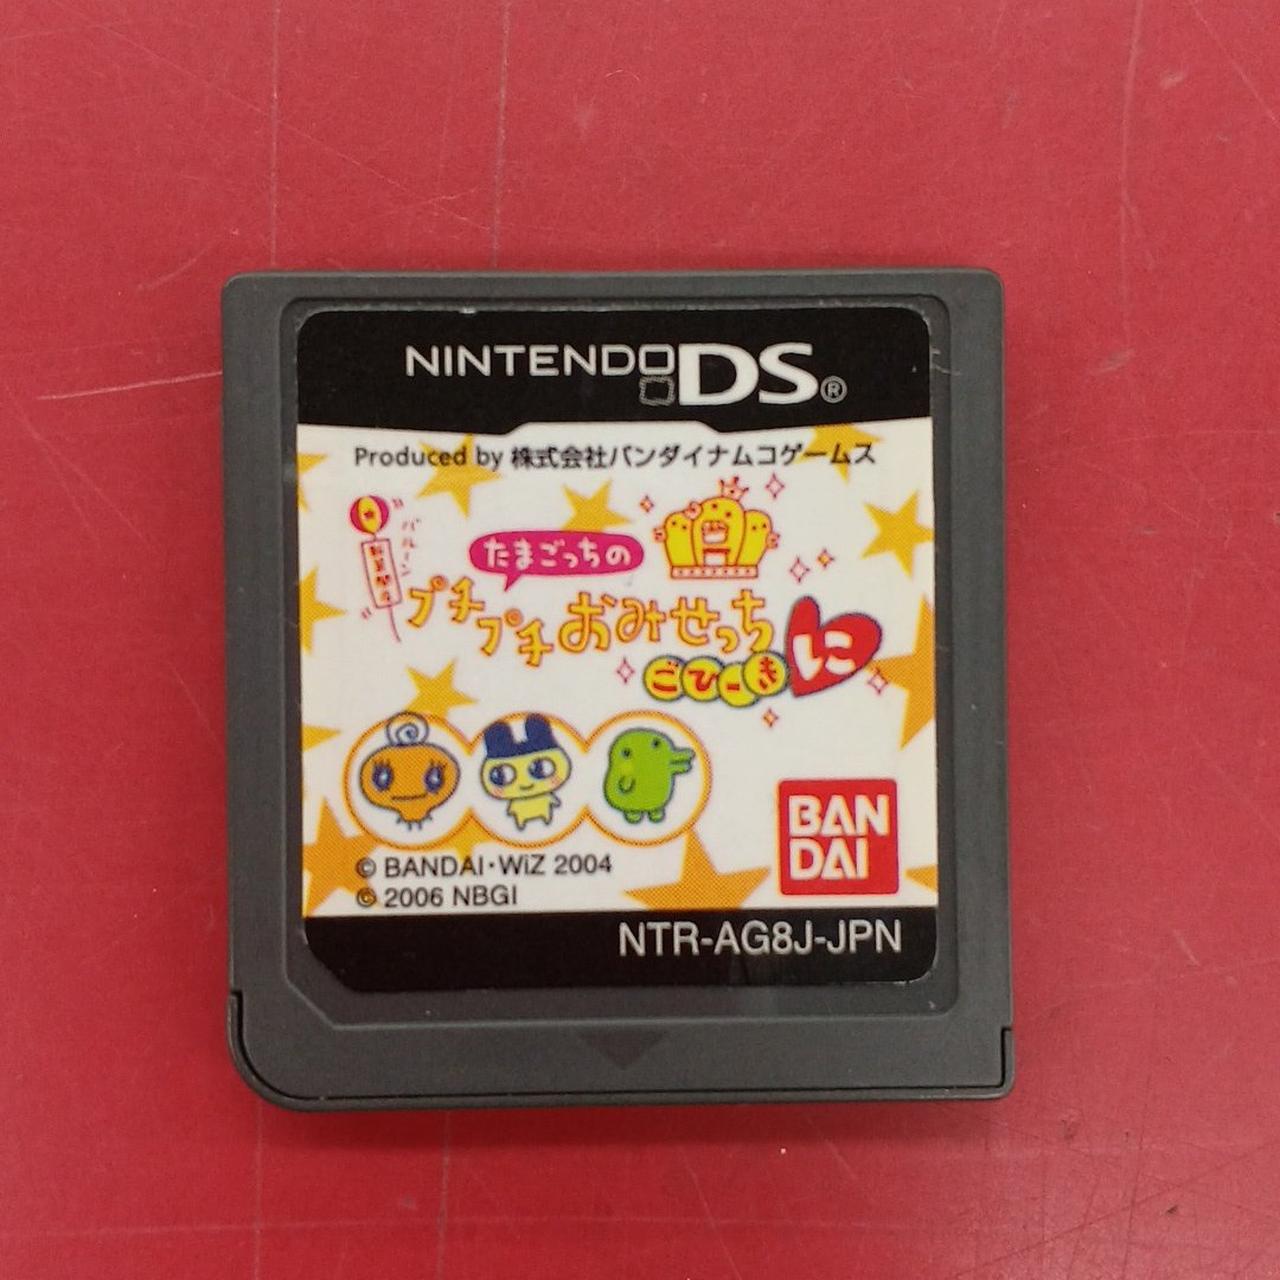 NINTENDO DS®
Produced by 株式会社バンダイナムコゲームス
バルーン
たまごっちの
プチプチおみせっち
ごひーき
に
© BANDAI・WiZ 2004
© 2006 NBGI
BAN
DAI
NTR-AG8J-JPN